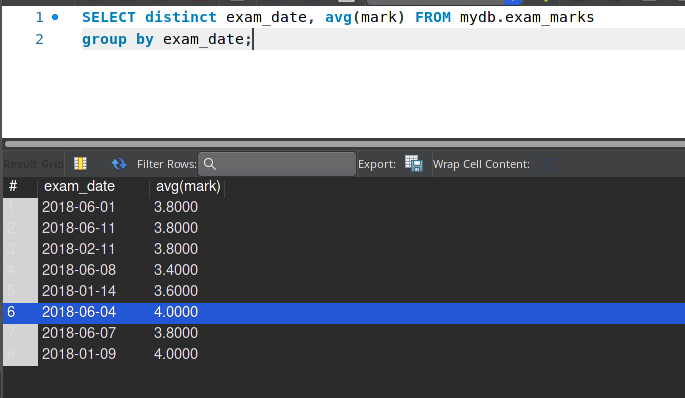 1 SELECT distinct exam_date, avg(mark) FROM mydb.exam_marks
2 group by exam_date;
Result Grid Filter Rows: Export: Wrap Cell Content:
# exam_date avg(mark)
1 2018-06-01 3.8000
2 2018-06-11 3.8000
3 2018-02-11 3.8000
4 2018-06-08 3.4000
5 2018-01-14 3.6000
6 2018-06-04 4.0000
7 2018-06-07 3.8000
8 2018-01-09 4.0000